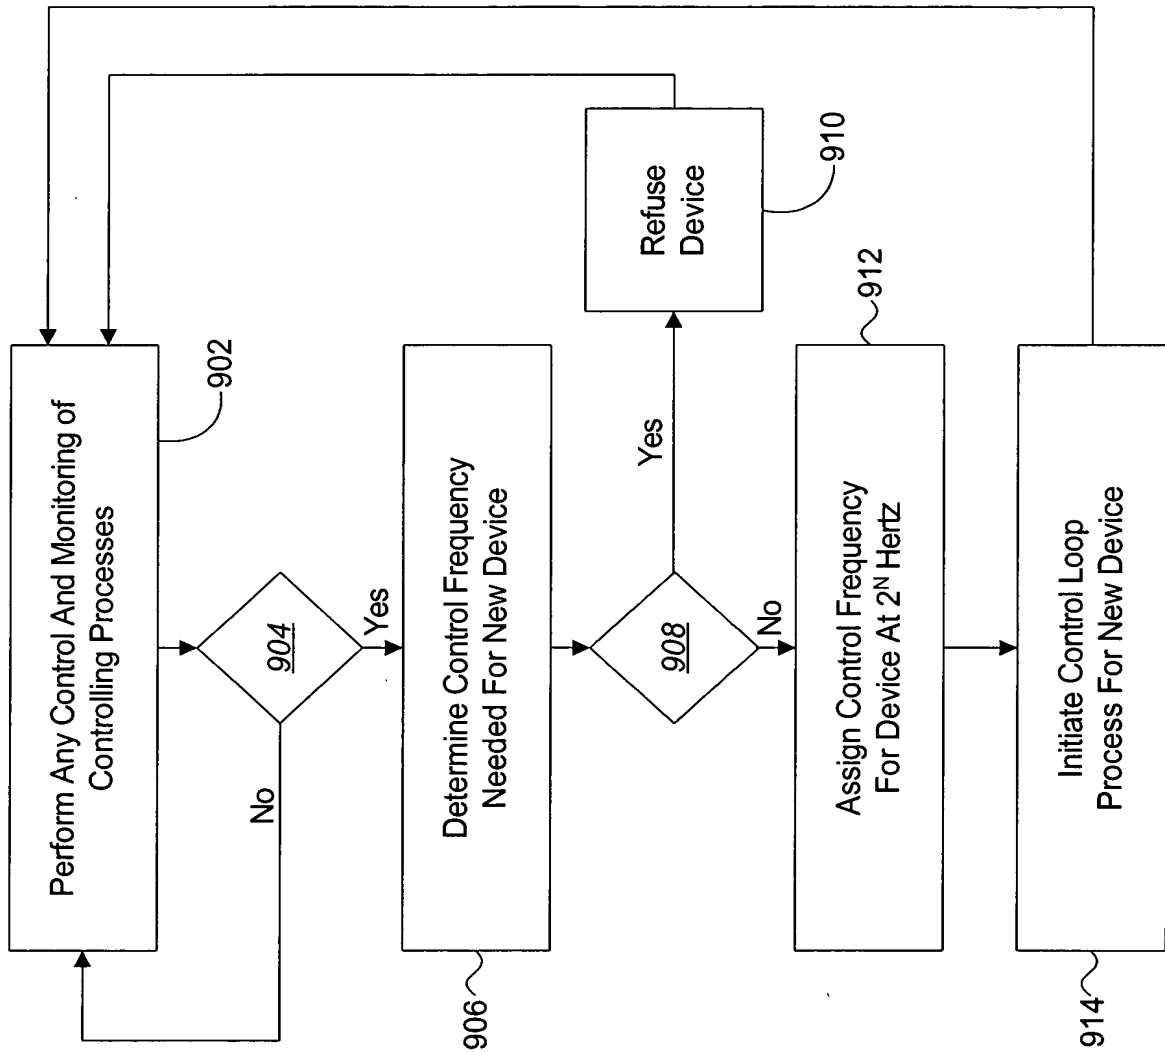 Perform Any Control And Monitoring of
Controlling Processes
902
904
No
Yes
Determine Control Frequency
Needed For New Device
906
908
Yes
No
Refuse
Device
910
Assign Control Frequency
For Device At 2ᴺ Hertz
912
Initiate Control Loop
Process For New Device
914